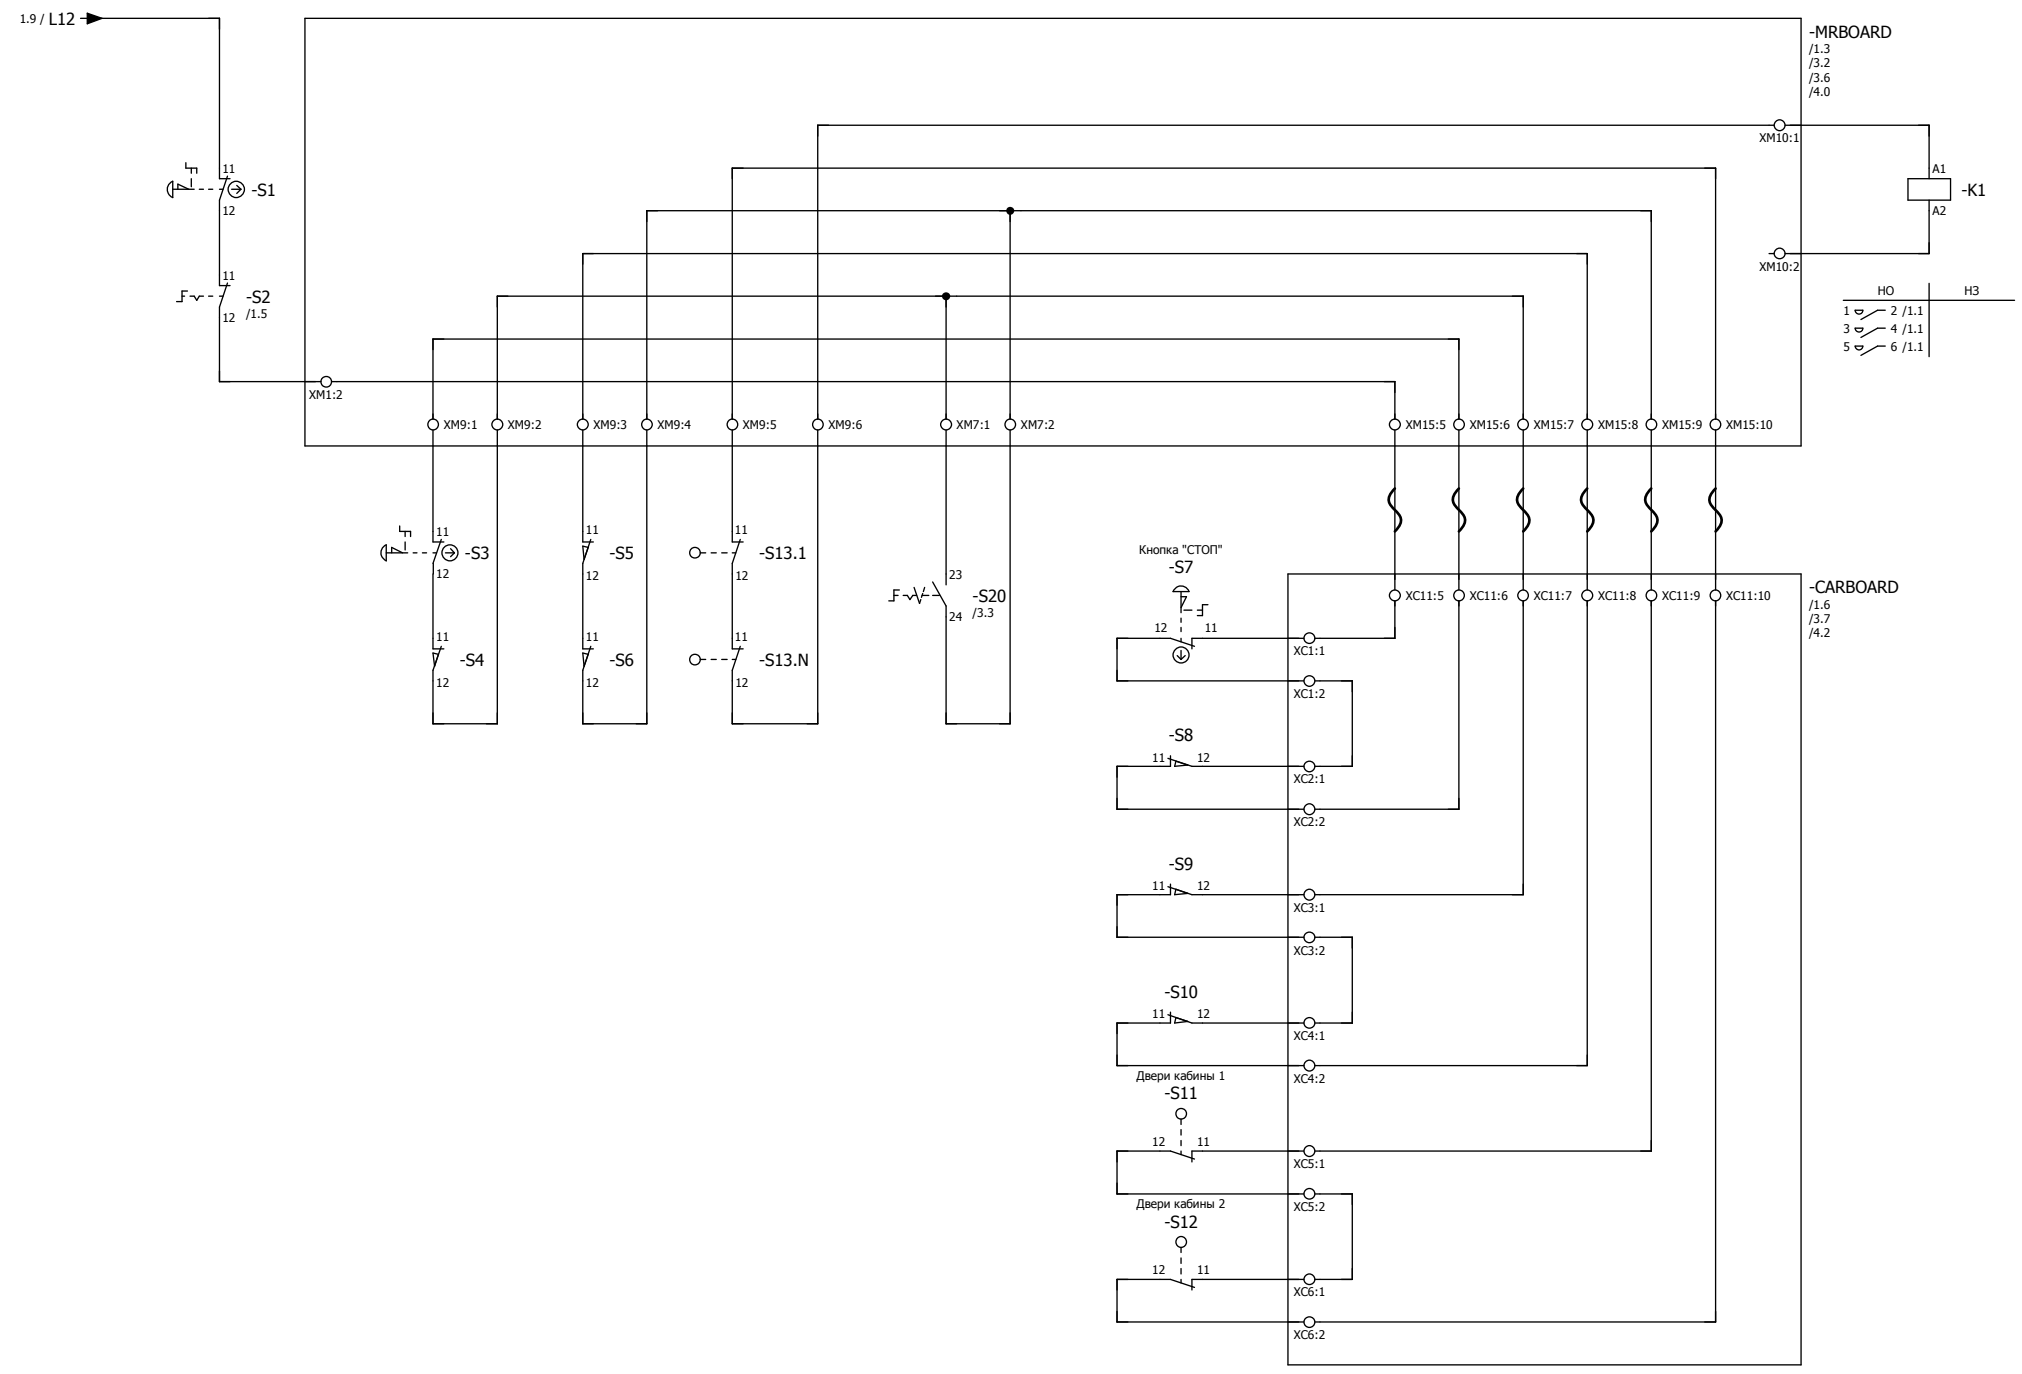 1.9 / L12
-MRBOARD
/1.3
/3.2
/3.6
/4.0
XM10:1
11
-S1
12
A1
-K1
A2
XM10:2
11
-S2
12 /1.5
НО НЗ
1 2 /1.1
3 4 /1.1
5 6 /1.1
XM1:2
XM9:1 XM9:2 XM9:3 XM9:4 XM9:5 XM9:6 XM7:1 XM7:2 XM15:5 XM15:6 XM15:7 XM15:8 XM15:9 XM15:10
11 11 11
-S3 -S5 -S13.1
12 12 12
Кнопка "СТОП"
-S7
23
-S20
24 /3.3
-CARBOARD
/1.6
/3.7
/4.2
XC11:5 XC11:6 XC11:7 XC11:8 XC11:9 XC11:10
12 11
XC1:1
11 11 11
-S4 -S6 -S13.N
12 12 12
XC1:2
-S8
11 12
XC2:1
XC2:2
-S9
11 12
XC3:1
XC3:2
-S10
11 12
XC4:1
XC4:2
Двери кабины 1
-S11
12 11
XC5:1
XC5:2
Двери кабины 2
-S12
12 11
XC6:1
XC6:2